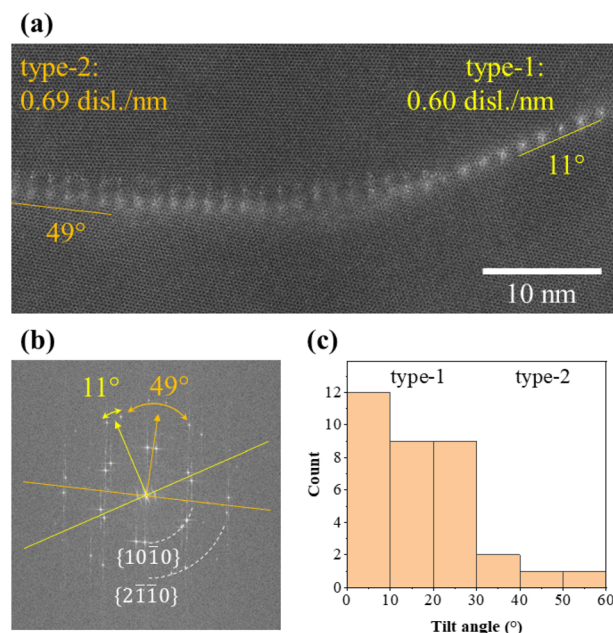 (a)
type-2:
0.69 disl./nm
type-1:
0.60 disl./nm
11°
49°
10 nm
(b)
11°
49°
{101̄0}
{21̄1̄0}
(c)
type-1
type-2
12
10
8
6
4
2
0
Count
0
10
20
30
40
50
60
Tilt angle (°)